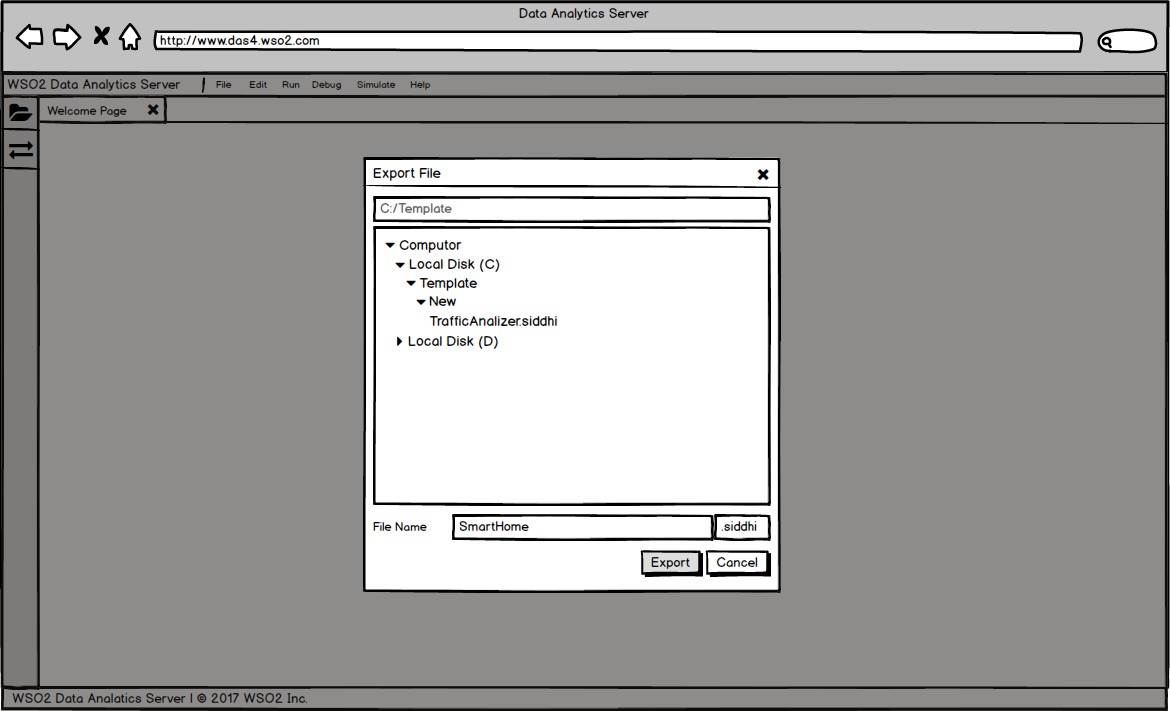 Data Analytics Server
http://www.das4.wso2.com
WSO2 Data Analytics Server | File Edit Run Debug Simulate Help
Welcome Page
Export File
C:/Template
Computor
Local Disk (C)
Template
New
TrafficAnalizer.siddhi
Local Disk (D)
File Name SmartHome .siddhi
Export Cancel
WSO2 Data Analatics Server | © 2017 WSO2 Inc.